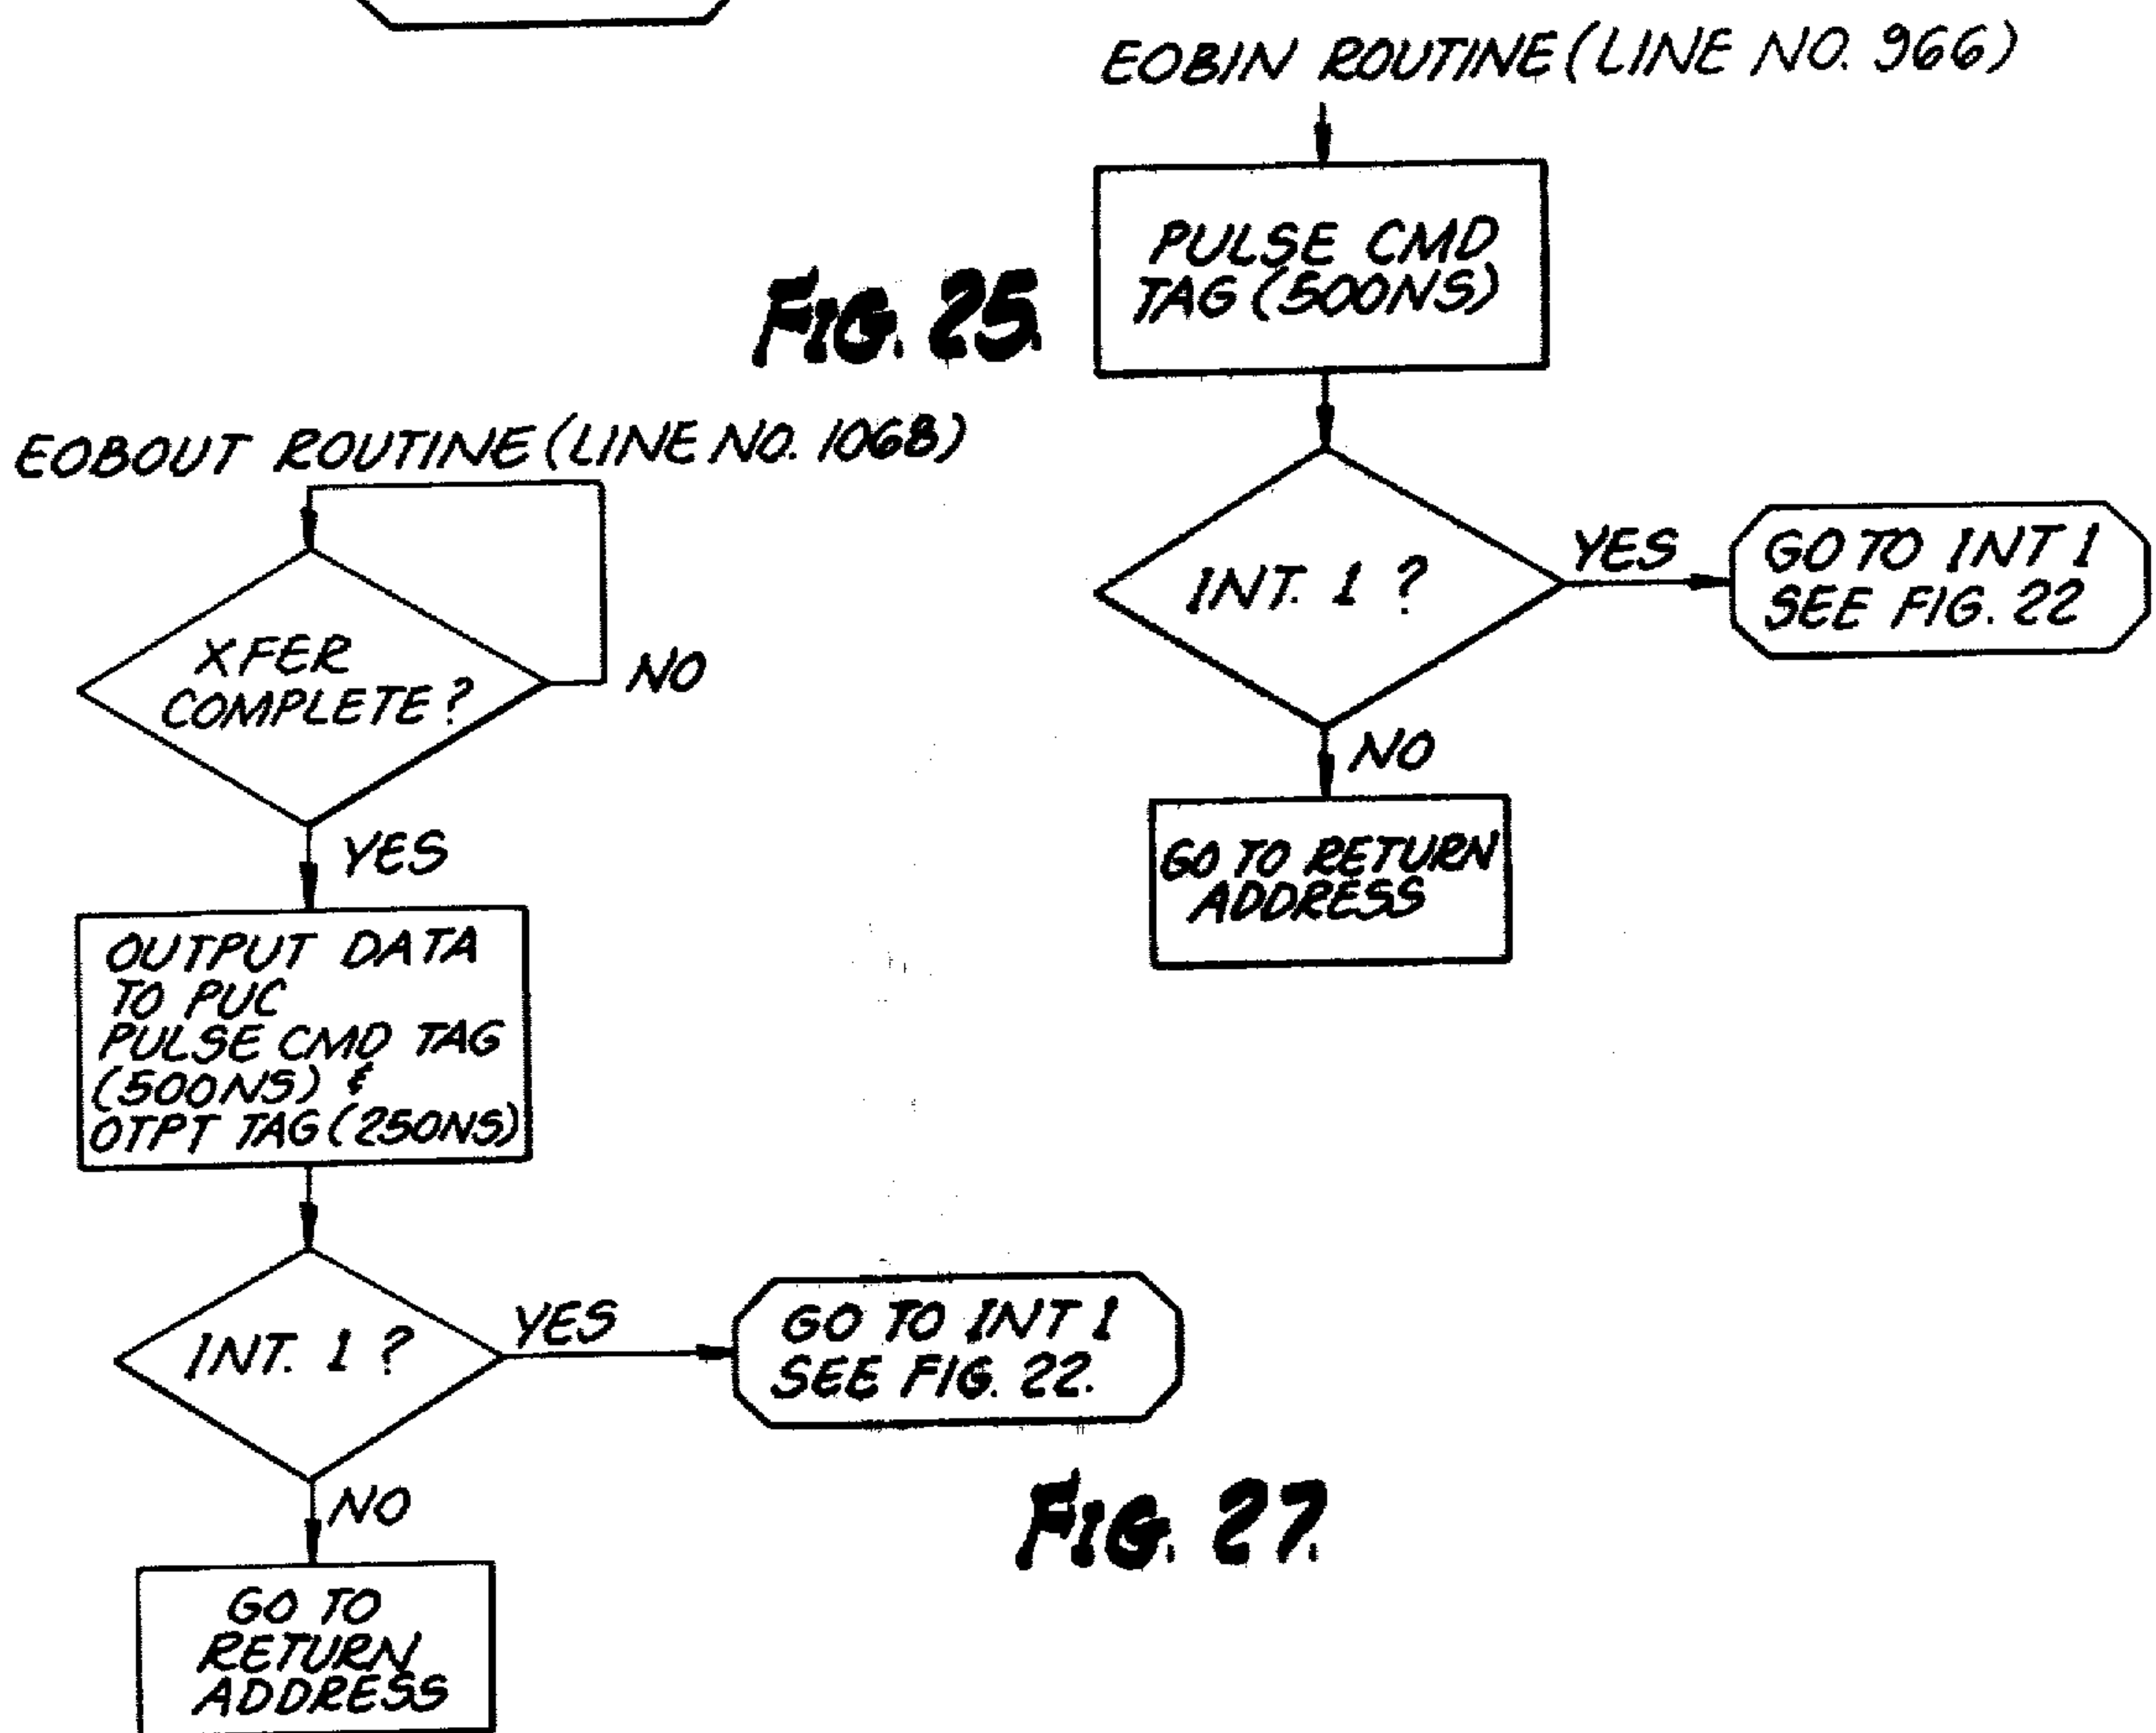 EOBIN ROUTINE (LINE NO. 966)
PULSE CMD
TAG (500NS)
FIG. 25.
INT. 1 ?
YES
GO TO INT 1
SEE FIG. 22
NO
GO TO RETURN
ADDRESS
EOBOUT ROUTINE (LINE NO. 1068)
XFER
COMPLETE ?
NO
YES
OUTPUT DATA
TO PUC
PULSE CMD TAG
(500NS) &
OTPT TAG (250NS)
INT. 1 ?
YES
GO TO INT 1
SEE FIG. 22.
NO
GO TO
RETURN
ADDRESS
FIG. 27.